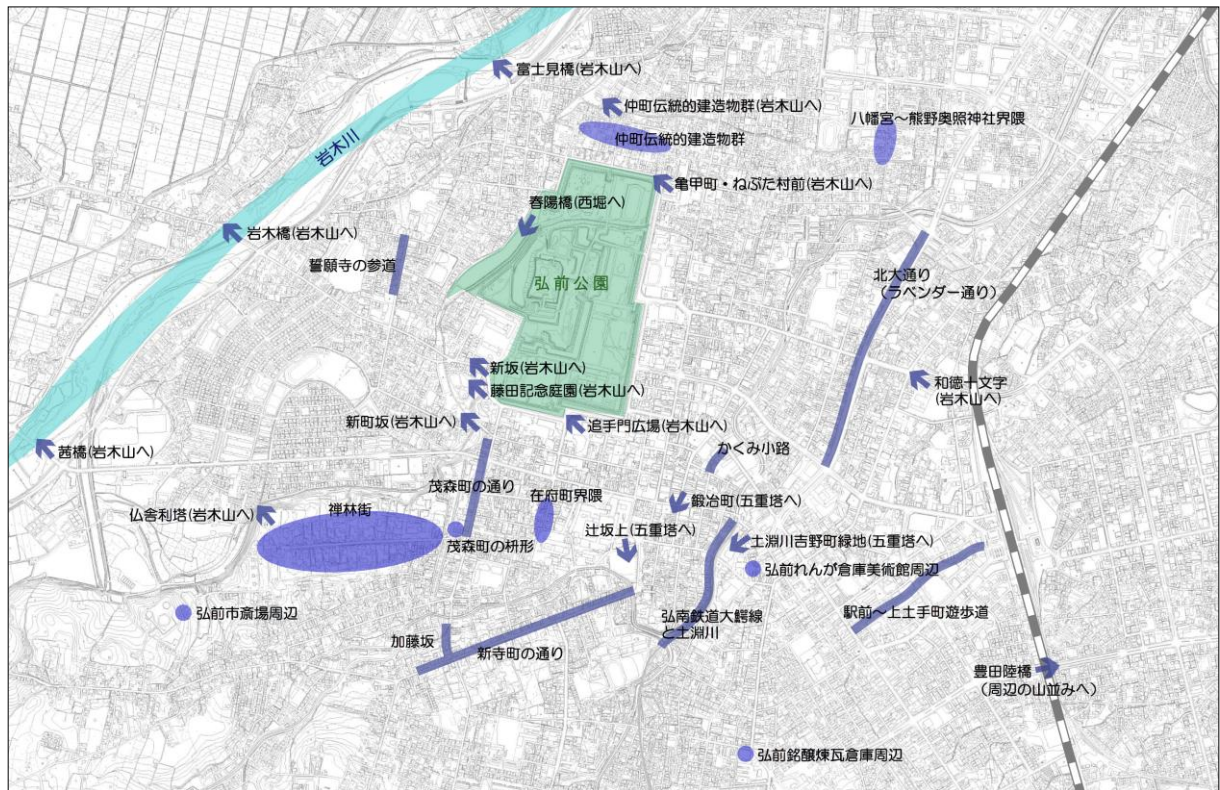 富士見橋(岩木山へ)
仲町伝統的建造物群(岩木山へ)
八幡宮～熊野奥照神社界隈
仲町伝統的建造物群
岩木川
亀甲町・ねぷた村前(岩木山へ)
春陽橋(西堀へ)
岩木橋(岩木山へ)
誓願寺の参道
弘前公園
北大通り
（ラベンダー通り）
新坂(岩木山へ)
藤田記念庭園(岩木山へ)
和徳十文字
(岩木山へ)
新町坂(岩木山へ)
追手門広場(岩木山へ)
茜橋(岩木山へ)
かくみ小路
茂森町の通り
在府町界隈
鍛冶町(五重塔へ)
仏舎利塔(岩木山へ)
禅林街
辻坂上(五重塔へ)
土淵川吉野町緑地(五重塔へ)
茂森町の枡形
弘前れんが倉庫美術館周辺
弘前市斎場周辺
弘南鉄道大鰐線
と土淵川
駅前～上土手町遊歩道
加藤坂
新寺町の通り
豊田陸橋
（周辺の山並みへ）
弘前銘醸煉瓦倉庫周辺